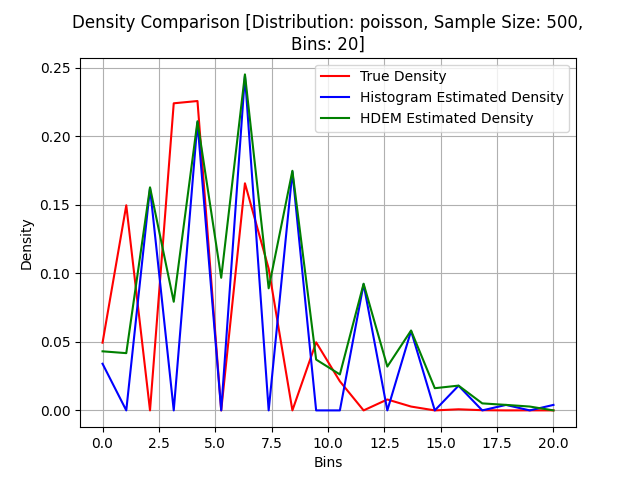 Density Comparison [Distribution: poisson, Sample Size: 500,
Bins: 20]
True Density
Histogram Estimated Density
HDEM Estimated Density
Density
0.25
0.20
0.15
0.10
0.05
0.00
0.0 2.5 5.0 7.5 10.0 12.5 15.0 17.5 20.0
Bins